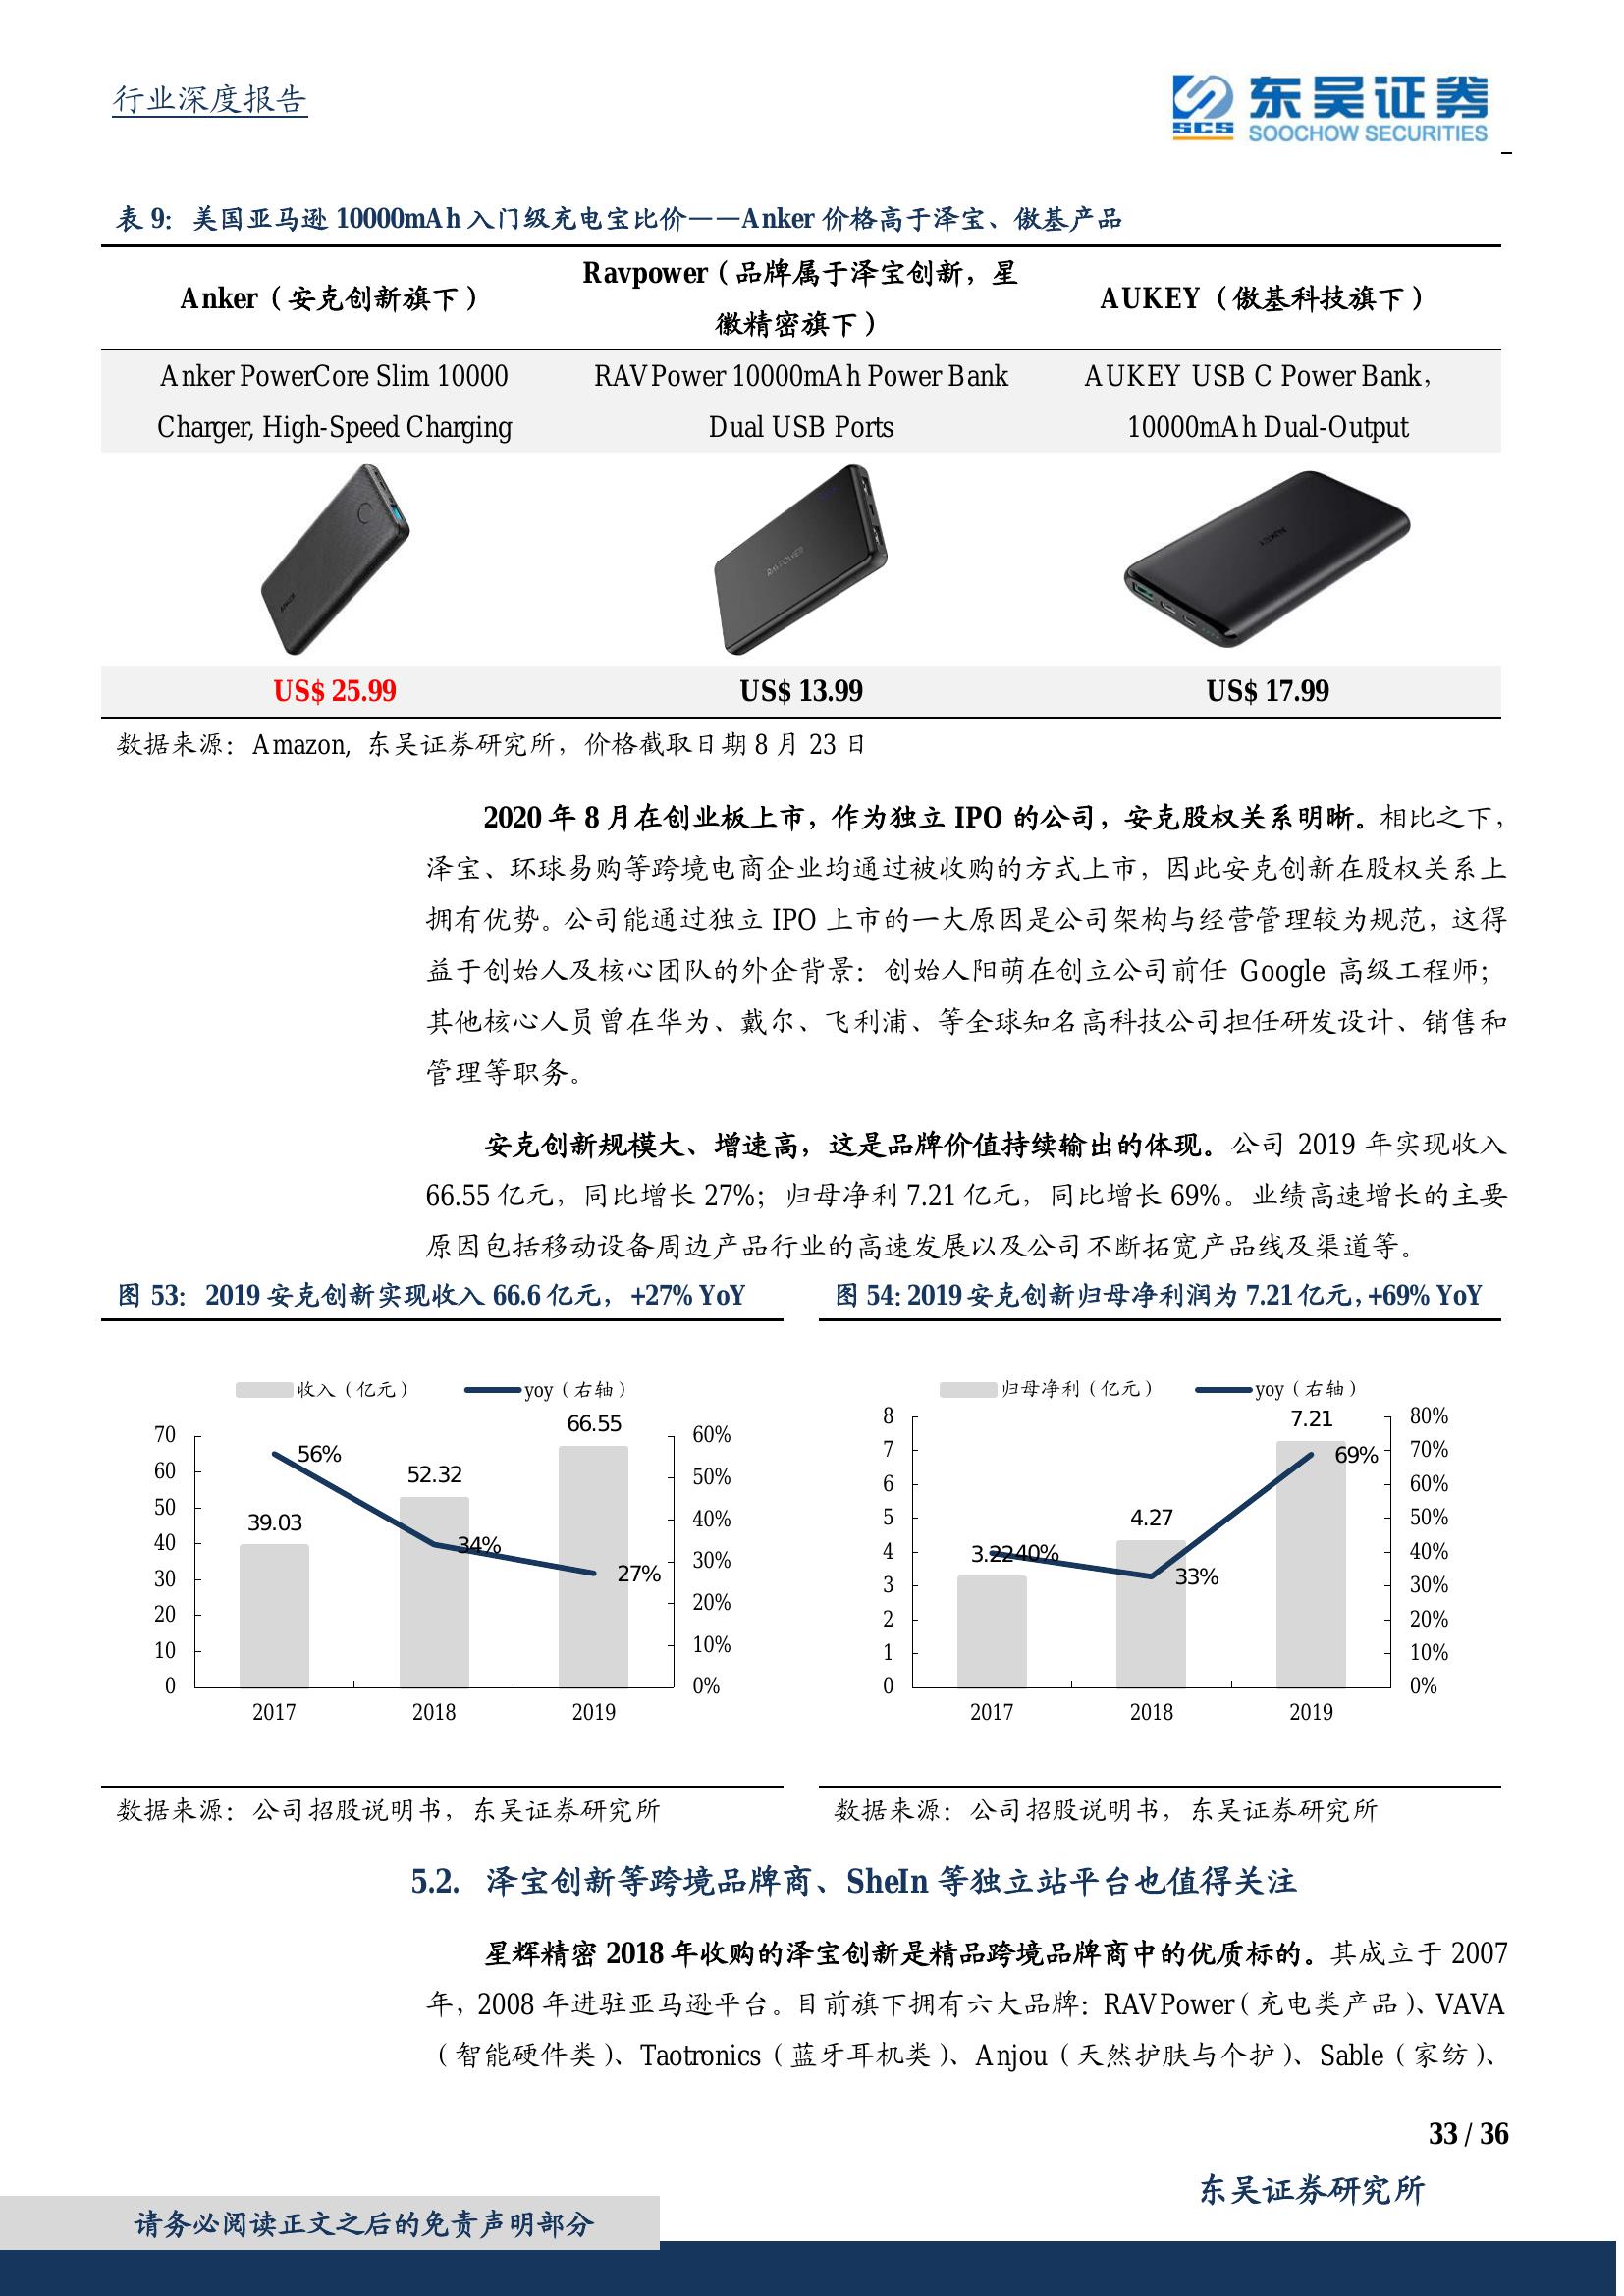 行业深度报告
东吴证券
SCS
SOOCHOW SECURITIES
表 9: 美国亚马逊 10000mAh 入门级充电宝比价——Anker 价格高于泽宝、傲基产品
Anker（安克创新旗下）
Ravpower（品牌属于泽宝创新，星
徽精密旗下）
AUKEY（傲基科技旗下）
Anker PowerCore Slim 10000
Charger, High-Speed Charging
RAVPower 10000mAh Power Bank
Dual USB Ports
AUKEY USB C Power Bank，
10000mAh Dual-Output
ANKER
RAVPOWER
AUKEY
US$ 25.99
US$ 13.99
US$ 17.99
数据来源：Amazon, 东吴证券研究所，价格截取日期 8 月 23 日
2020 年 8 月在创业板上市，作为独立 IPO 的公司，安克股权关系明晰。相比之下，
泽宝、环球易购等跨境电商企业均通过被收购的方式上市，因此安克创新在股权关系上
拥有优势。公司能通过独立 IPO 上市的一大原因是公司架构与经营管理较为规范，这得
益于创始人及核心团队的外企背景：创始人阳萌在创立公司前任 Google 高级工程师；
其他核心人员曾在华为、戴尔、飞利浦、等全球知名高科技公司担任研发设计、销售和
管理等职务。
安克创新规模大、增速高，这是品牌价值持续输出的体现。公司 2019 年实现收入
66.55 亿元，同比增长 27%；归母净利 7.21 亿元，同比增长 69%。业绩高速增长的主要
原因包括移动设备周边产品行业的高速发展以及公司不断拓宽产品线及渠道等。
图 53: 2019 安克创新实现收入 66.6 亿元，+27% YoY
收入（亿元）
yoy（右轴）
70
60
50
40
30
20
10
0
60%
50%
40%
30%
20%
10%
0%
39.03
52.32
66.55
56%
34%
27%
2017
2018
2019
数据来源：公司招股说明书，东吴证券研究所
图 54: 2019 安克创新归母净利润为 7.21 亿元，+69% YoY
归母净利（亿元）
yoy（右轴）
8
7
6
5
4
3
2
1
0
80%
70%
60%
50%
40%
30%
20%
10%
0%
3.22
4.27
7.21
40%
33%
69%
2017
2018
2019
数据来源：公司招股说明书，东吴证券研究所
5.2. 泽宝创新等跨境品牌商、SheIn 等独立站平台也值得关注
星辉精密 2018 年收购的泽宝创新是精品跨境品牌商中的优质标的。其成立于 2007
年，2008 年进驻亚马逊平台。目前旗下拥有六大品牌：RAVPower（充电类产品）、VAVA
（智能硬件类）、Taotronics（蓝牙耳机类）、Anjou（天然护肤与个护）、Sable（家纺）、
33 / 36
东吴证券研究所
请务必阅读正文之后的免责声明部分